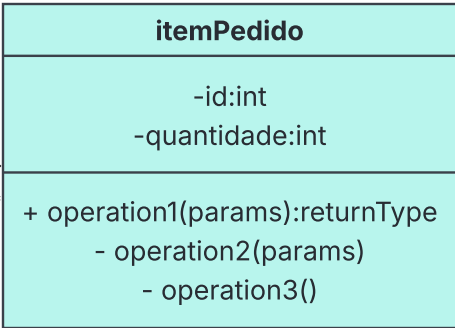 itemPedido
-id:int
-quantidade:int
+ operation1(params):returnType
- operation2(params)
- operation3()